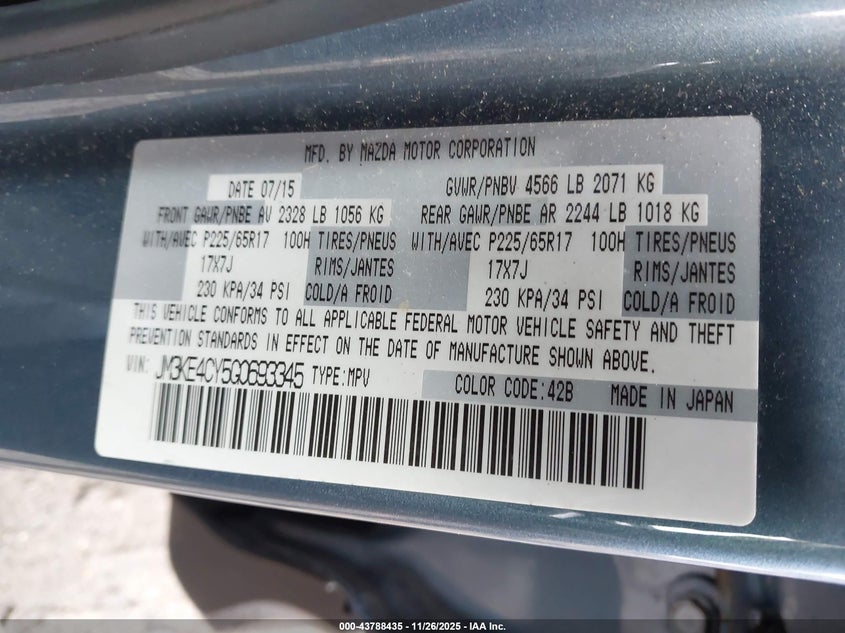 MFD. BY MAZDA MOTOR CORPORATION
DATE 07/15 GVWR/PNBV 4566 LB 2071 KG
FRONT GAWR/PNBE AV 2328 LB 1056 KG REAR GAWR/PNBE AR 2244 LB 1018 KG
WITH/AVEC P225/65R17 100H TIRES/PNEUS WITH/AVEC P225/65R17 100H TIRES/PNEUS
17X7J RIMS/JANTES 17X7J RIMS/JANTES
230 KPA/34 PSI COLD/A FROID 230 KPA/34 PSI COLD/A FROID
THIS VEHICLE CONFORMS TO ALL APPLICABLE FEDERAL MOTOR VEHICLE SAFETY AND THEFT
PREVENTION STANDARDS IN EFFECT ON THE DATE OF MANUFACTURE SHOWN ABOVE.
VIN: JM3KE4CY5G0693345 TYPE:MPV COLOR CODE:42B MADE IN JAPAN
000-43788435 - 11/26/2025 - IAA Inc.